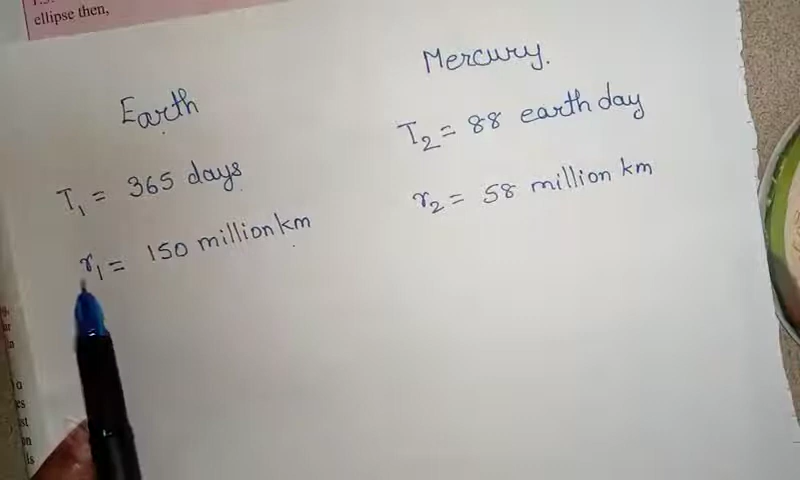 ellipse then,
Earth
T₁ = 365 days
r₁ = 150 million km
Mercury.
T₂ = 88 earth day
r₂ = 58 million km